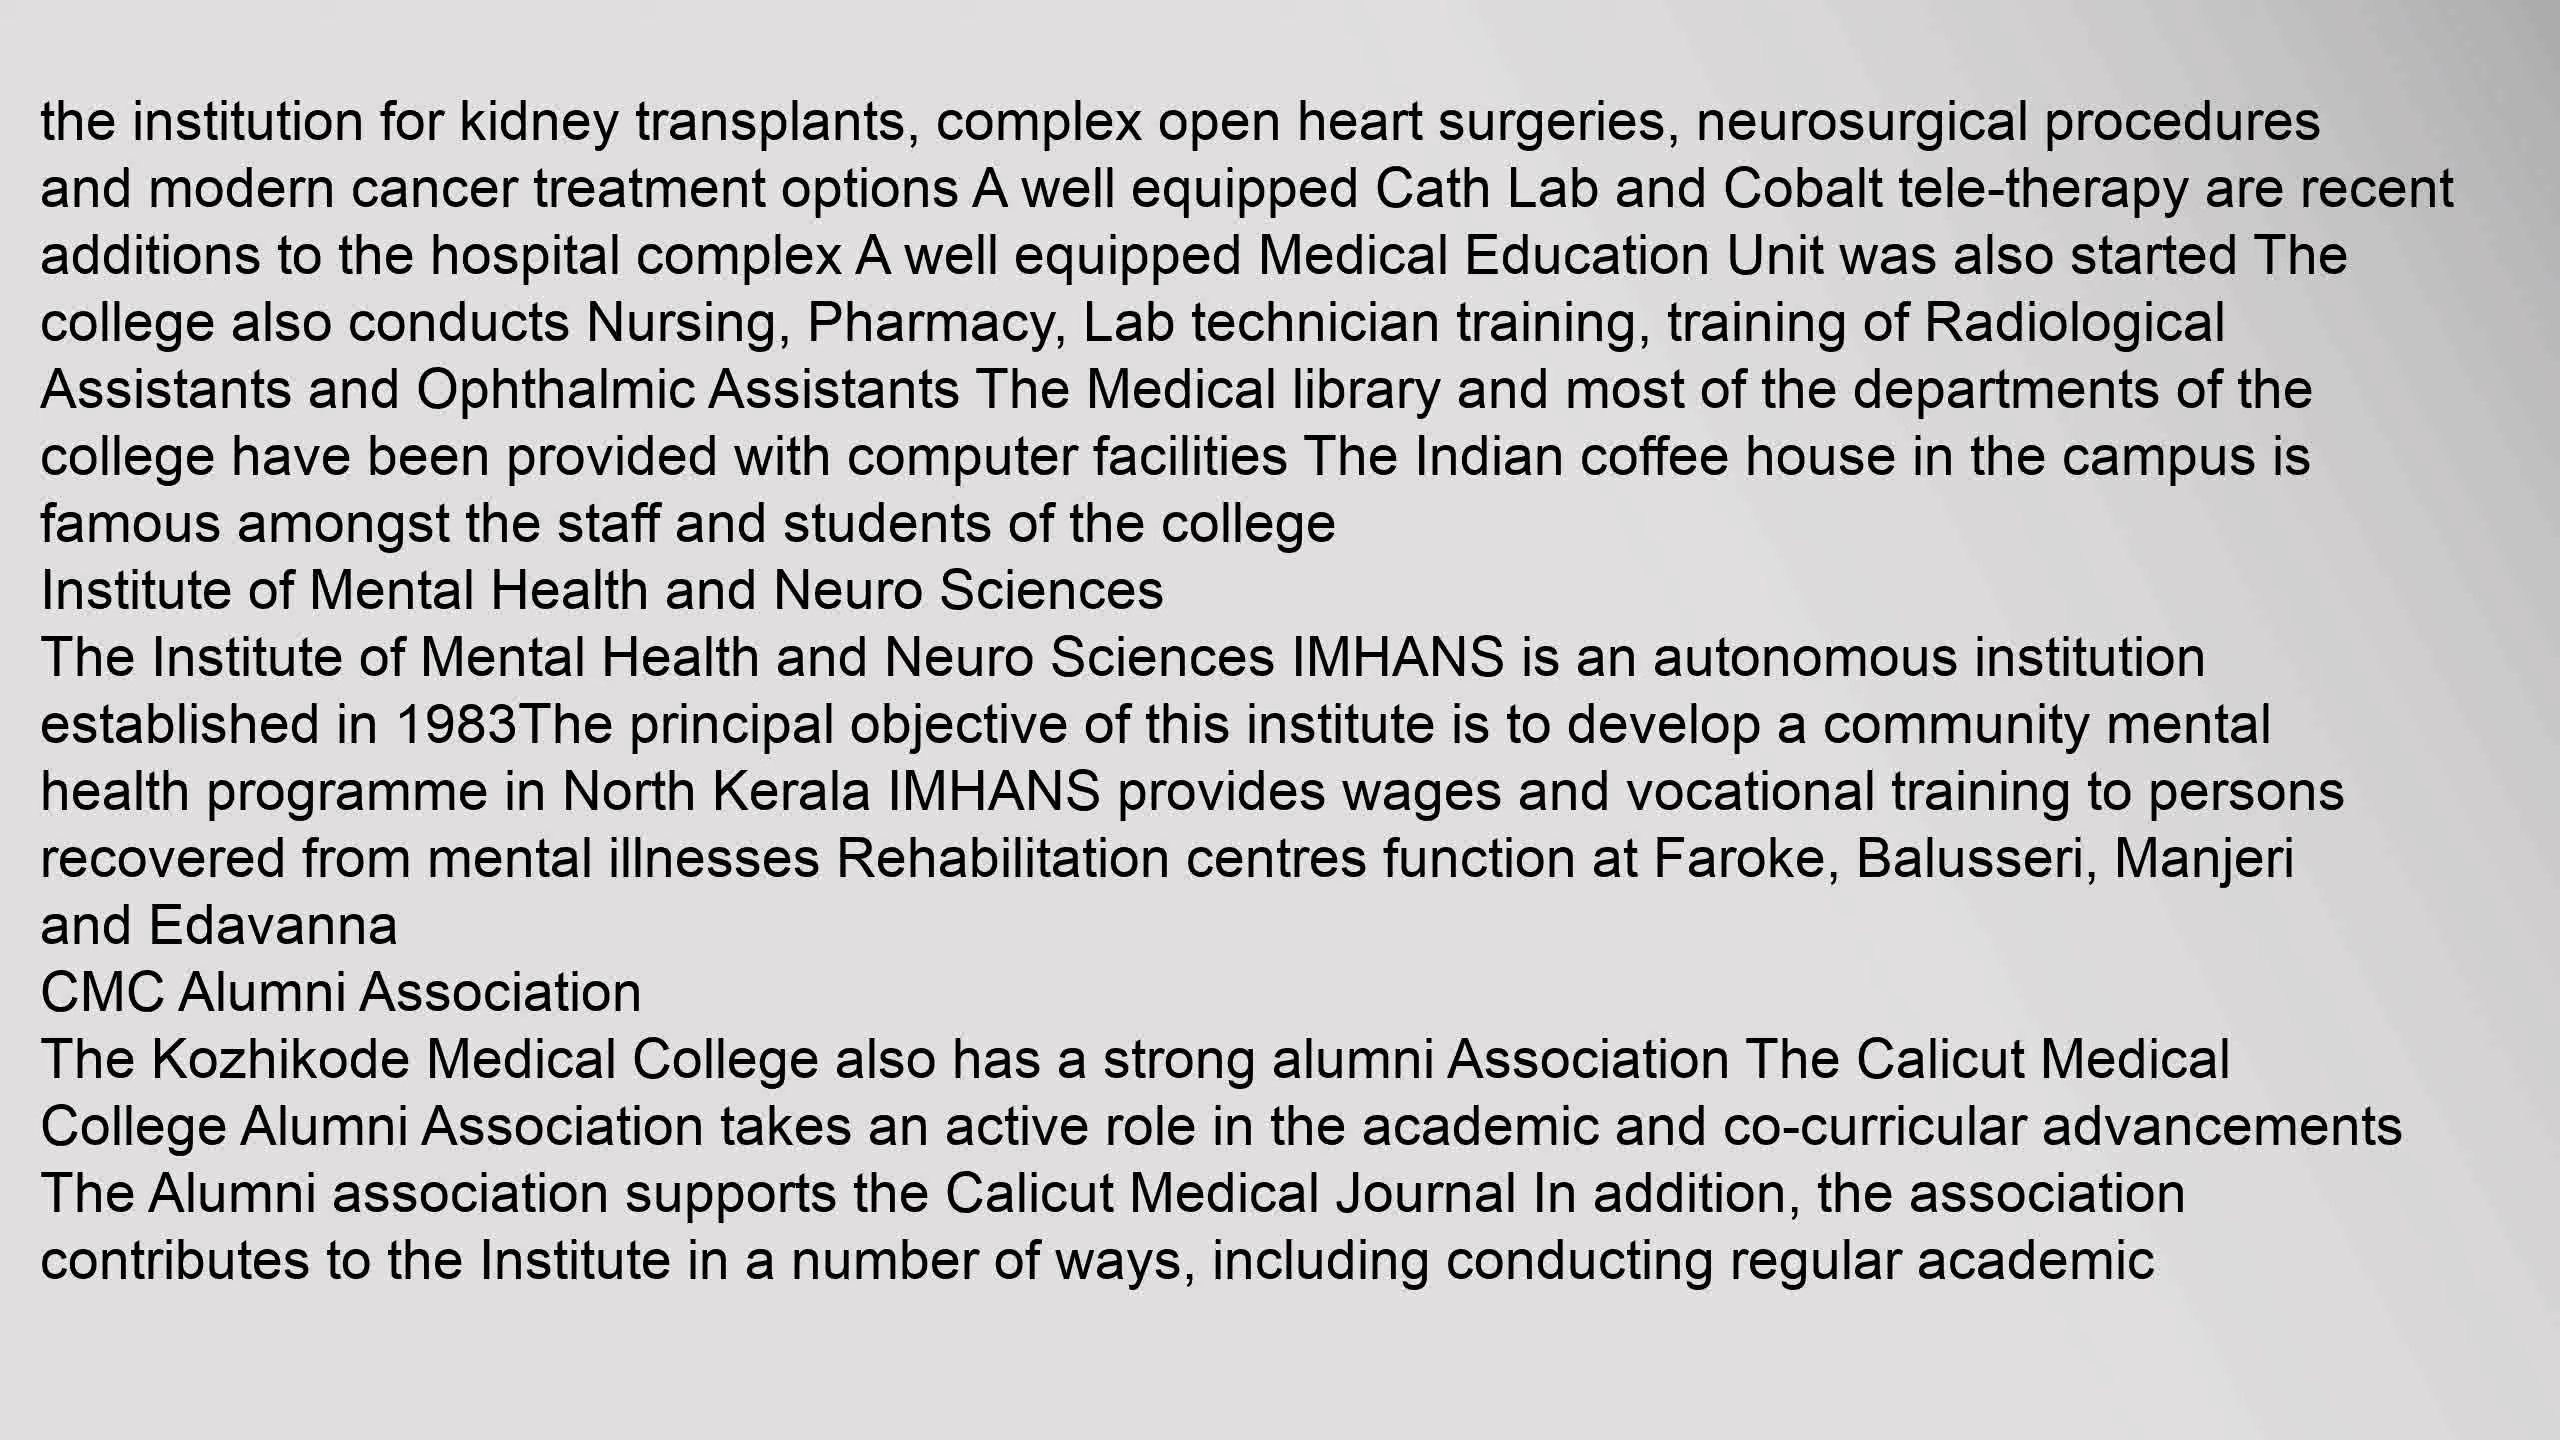 the institution for kidney transplants, complex open heart surgeries, neurosurgical procedures
and modern cancer treatment options A well equipped Cath Lab and Cobalt tele-therapy are recent
additions to the hospital complex A well equipped Medical Education Unit was also started The
college also conducts Nursing, Pharmacy, Lab technician training, training of Radiological
Assistants and Ophthalmic Assistants The Medical library and most of the departments of the
college have been provided with computer facilities The Indian coffee house in the campus is
famous amongst the staff and students of the college
Institute of Mental Health and Neuro Sciences
The Institute of Mental Health and Neuro Sciences IMHANS is an autonomous institution
established in 1983The principal objective of this institute is to develop a community mental
health programme in North Kerala IMHANS provides wages and vocational training to persons
recovered from mental illnesses Rehabilitation centres function at Faroke, Balusseri, Manjeri
and Edavanna
CMC Alumni Association
The Kozhikode Medical College also has a strong alumni Association The Calicut Medical
College Alumni Association takes an active role in the academic and co-curricular advancements
The Alumni association supports the Calicut Medical Journal In addition, the association
contributes to the Institute in a number of ways, including conducting regular academic